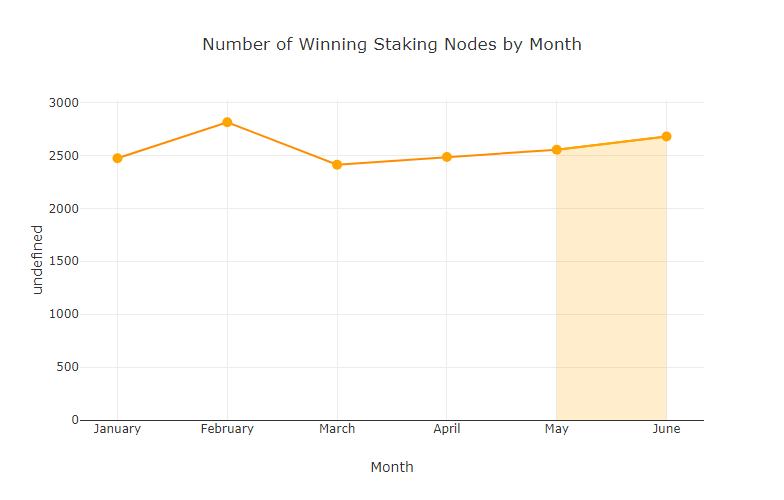 Number of Winning Staking Nodes by Month
3000
2500
2000
1500
1000
500
0
undefined
January February March April May June
Month